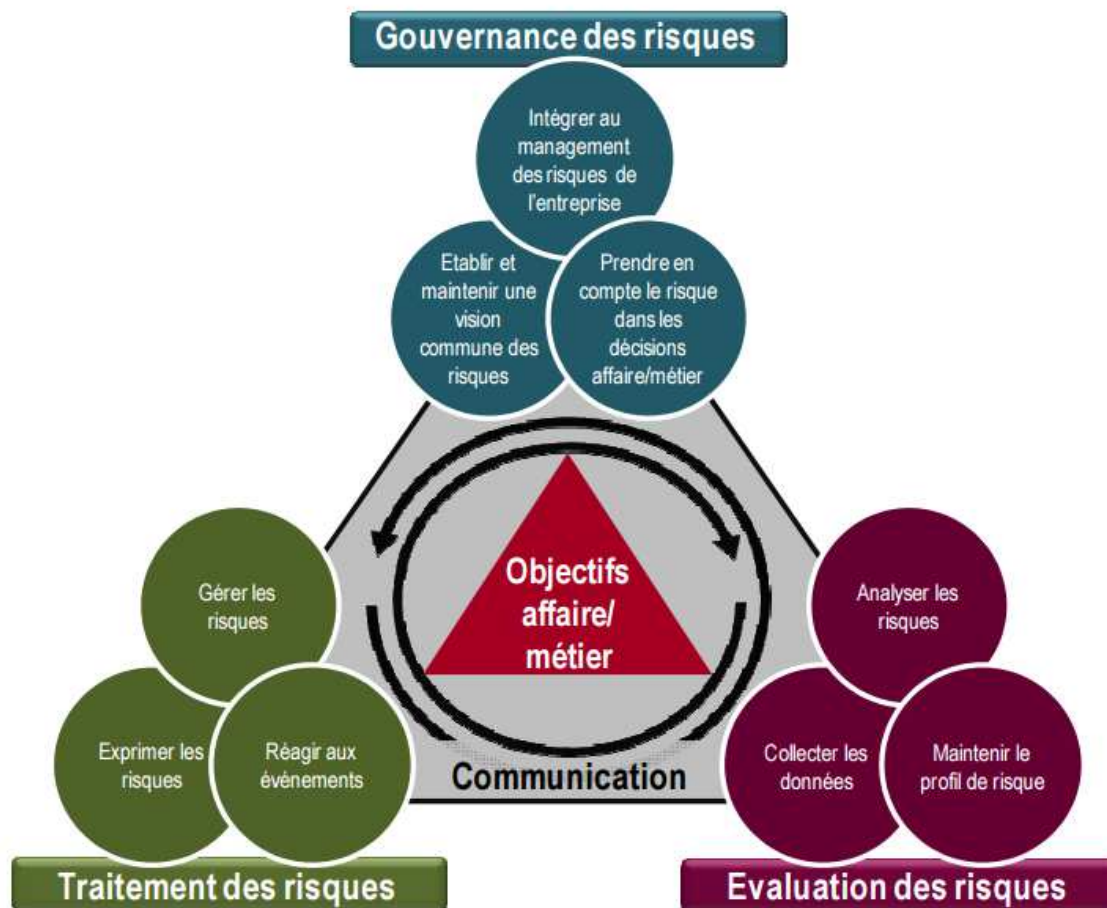 Gouvernance des risques
Intégrer au
management
des risques de
l'entreprise
Etablir et
maintenir une
vision
commune des
risques
Prendre en
compte le risque
dans les
décisions
affaire/métier
Objectifs
affaire/
métier
Gérer les
risques
Exprimer les
risques
Réagir aux
événements
Analyser les
risques
Collecter les
données
Maintenir le
profil de risque
Communication
Traitement des risques
Evaluation des risques